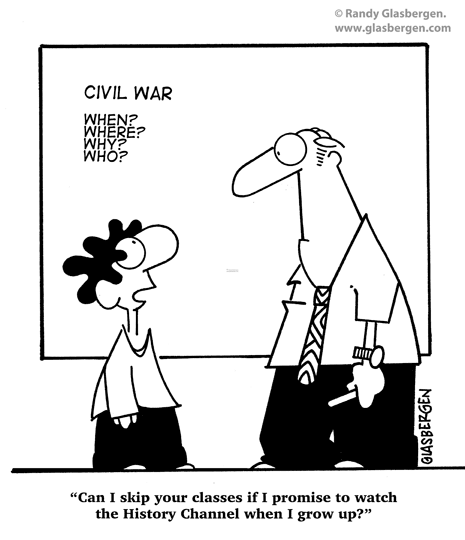 © Randy Glasbergen.
www.glasbergen.com
CIVIL WAR
WHEN?
WHERE?
WHY?
WHO?
GLASBERGEN
“Can I skip your classes if I promise to watch
the History Channel when I grow up?”